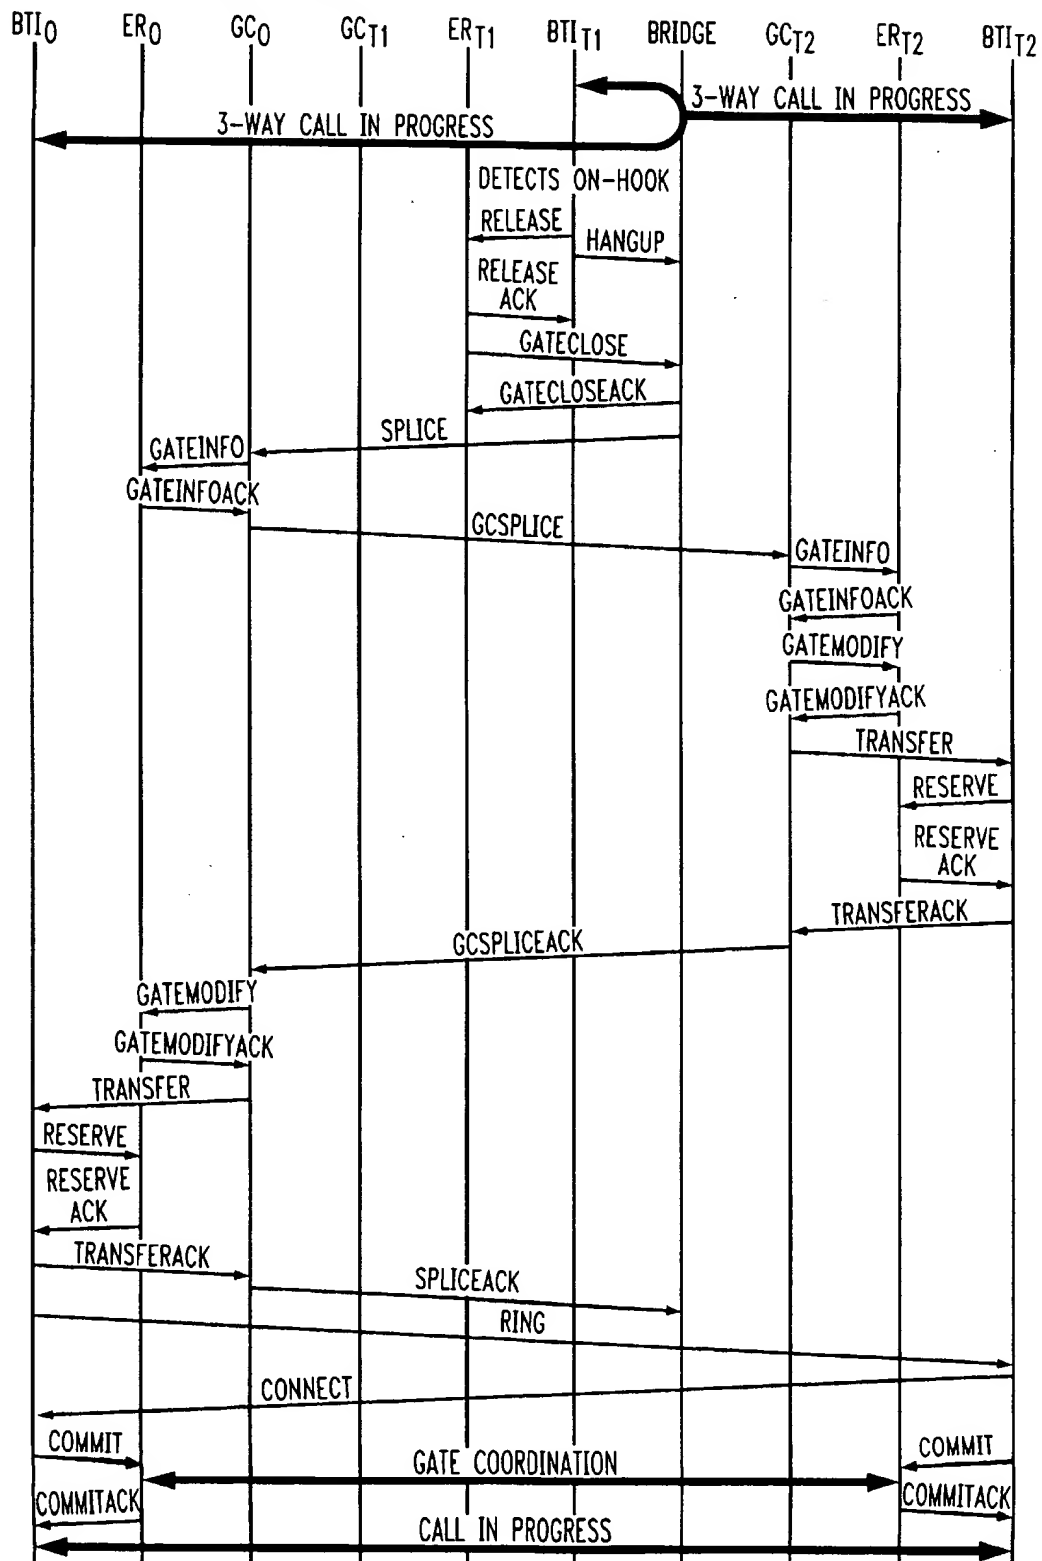 BTIO ERO GCO GCT1 ERT1 BTIT1 BRIDGE GCT2 ERT2 BTIT2
3-WAY CALL IN PROGRESS
3-WAY CALL IN PROGRESS
DETECTS ON-HOOK
RELEASE
HANGUP
RELEASE
ACK
GATECLOSE
GATECLOSEACK
SPLICE
GATEINFO
GATEINFOACK
GCSPLICE
GATEINFO
GATEINFOACK
GATEMODIFY
GATEMODIFYACK
TRANSFER
RESERVE
RESERVE
ACK
TRANSFERACK
GCSPLICEACK
GATEMODIFY
GATEMODIFYACK
TRANSFER
RESERVE
RESERVE
ACK
TRANSFERACK
SPLICEACK
RING
CONNECT
COMMIT
COMMIT
GATE COORDINATION
COMMITACK
COMMITACK
CALL IN PROGRESS